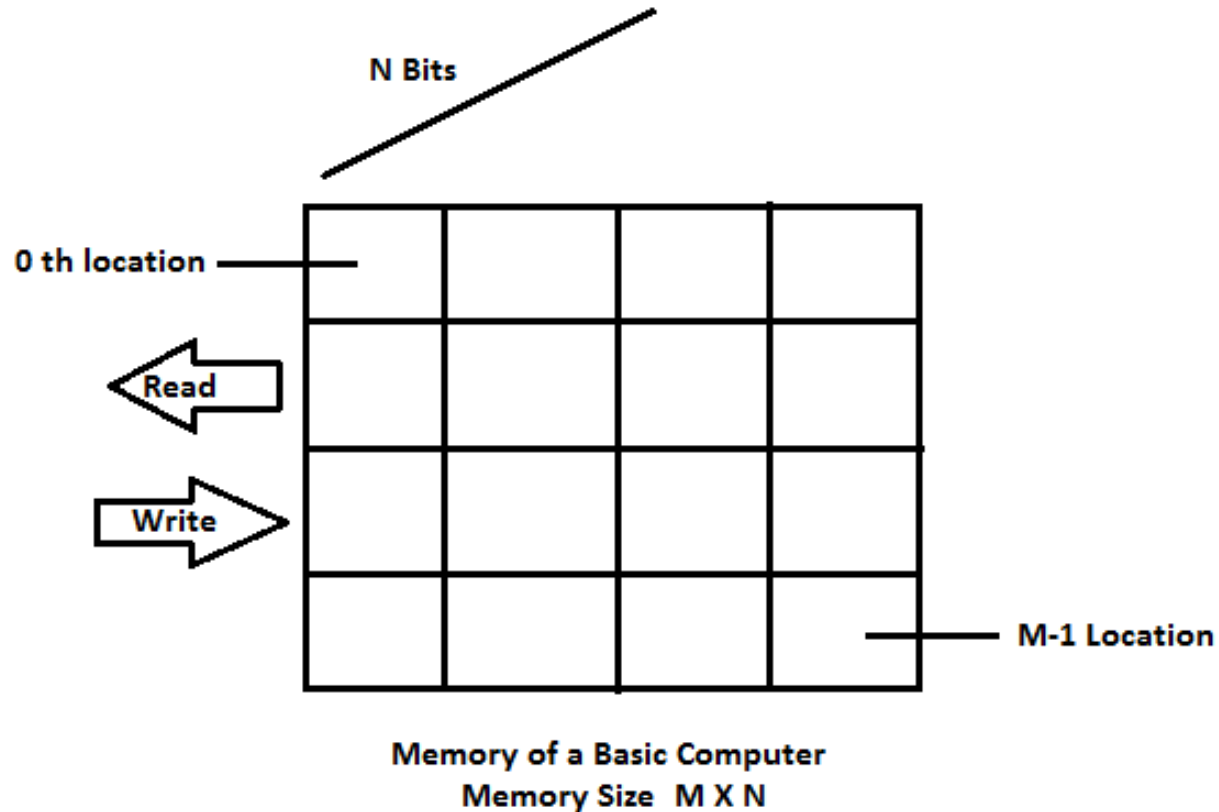 N Bits
0 th location
Read
Write
M-1 Location
Memory of a Basic Computer
Memory Size M X N